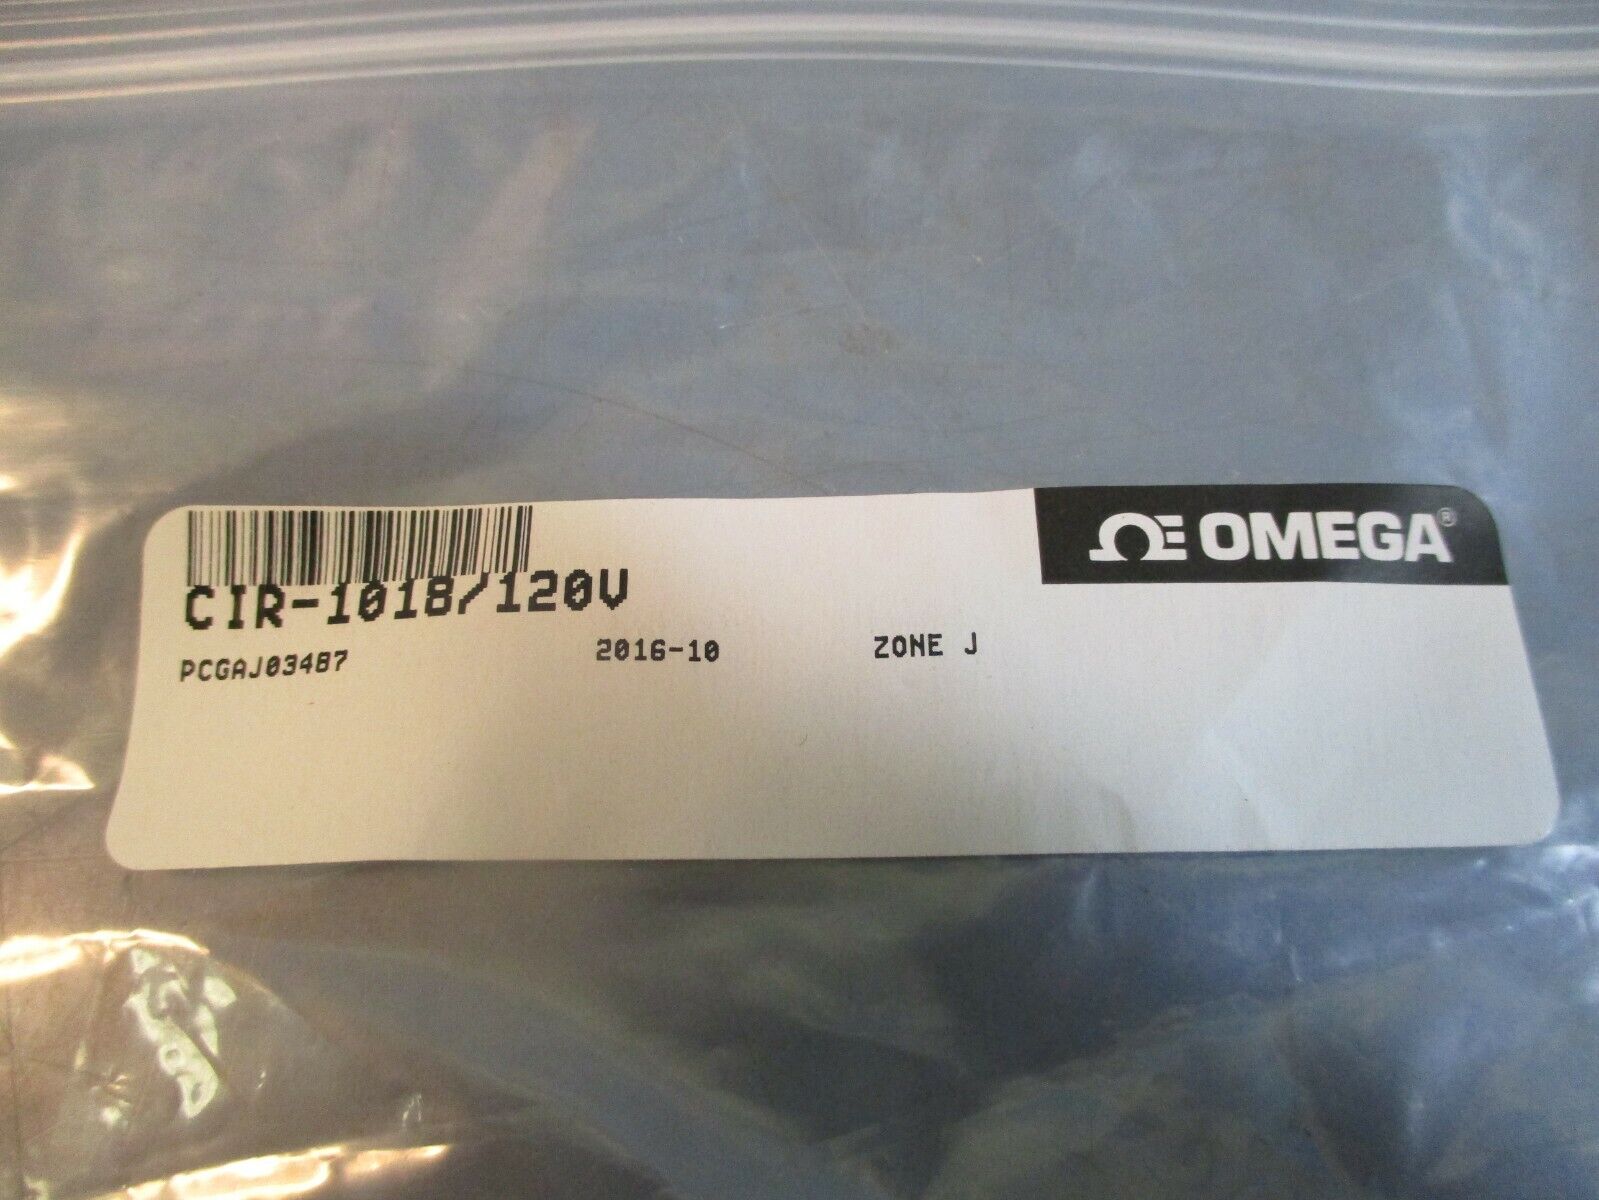 OMEGA®
CIR-1018/120V
PCGAJ03487 2016-10 ZONE J